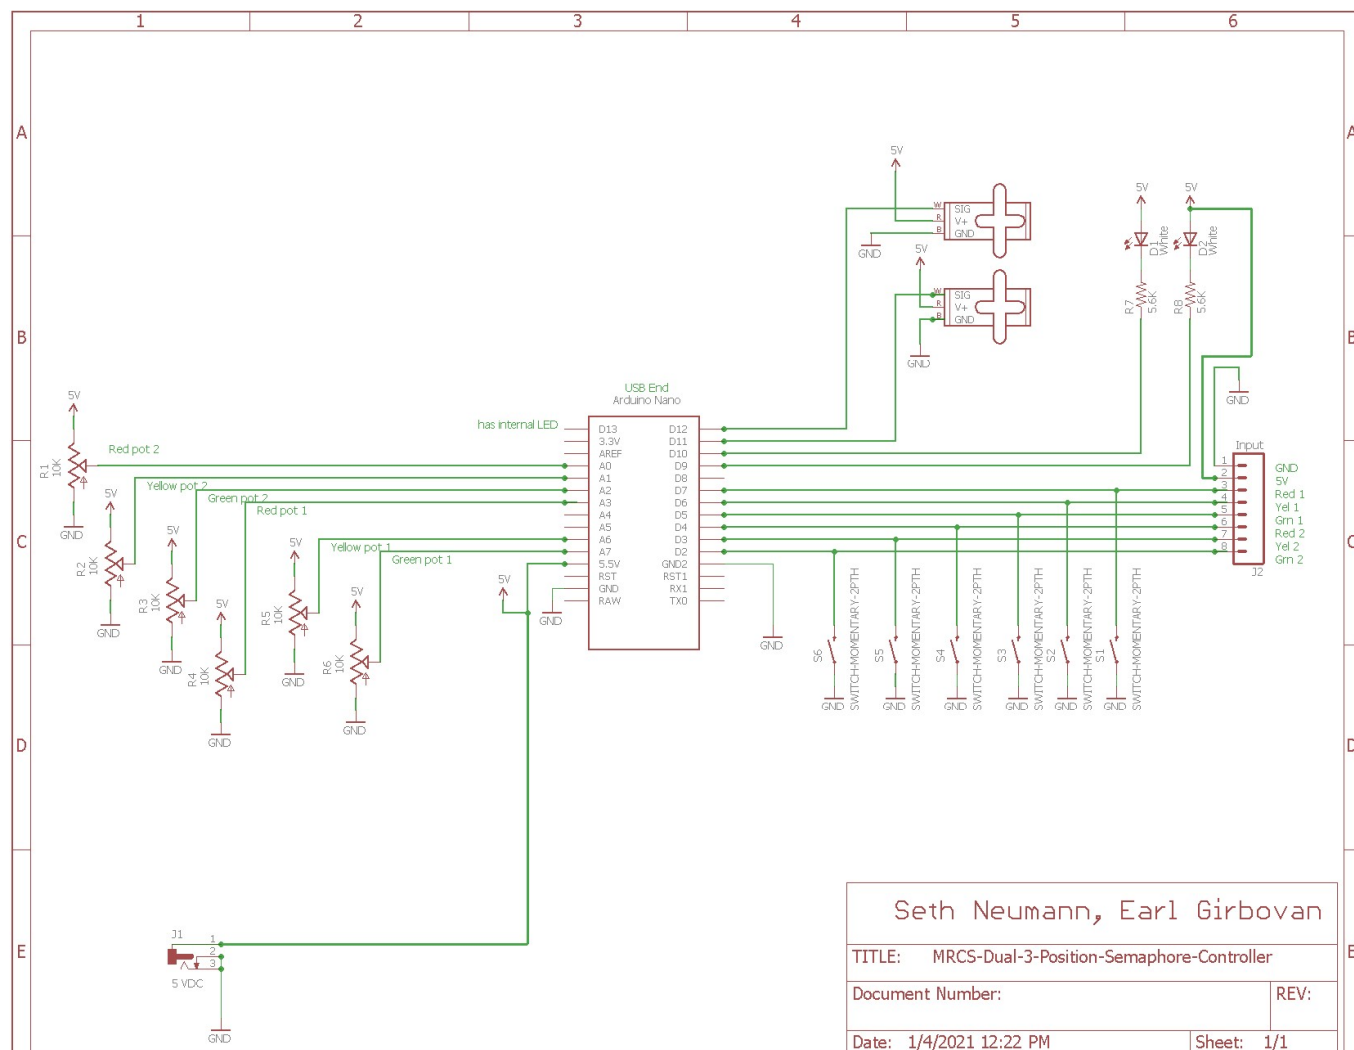 1 2 3 4 5 6
A A
B B
C C
D D
E E
5V
SIG
V+
GND
W
R
B
GND
5V
SIG
V+
GND
W
R
B
GND
5V
D1
White
R7
5.6K
5V
D2
White
R8
5.6K
GND
USB End
Arduino Nano
has internal LED
D13 D12
3.3V D11
AREF D10
A0 D9
A1 D8
A2 D7
A3 D6
A4 D5
A5 D4
A6 D3
A7 D2
5.5V GND2
RST RST1
GND RX1
RAW TX0
5V
GND
GND
5V
R1
10K
GND
Red pot 2
5V
R2
10K
GND
Yellow pot 2
5V
R3
10K
GND
Green pot 2
5V
R4
10K
GND
Red pot 1
5V
R5
10K
GND
Yellow pot 1
5V
R6
10K
GND
Green pot 1
Input
1 GND
2 5V
3 Red 1
4 Yel 1
5 Grn 1
6 Red 2
7 Yel 2
8 Grn 2
J2
S6
SWITCH-MOMENTARY-2PTH
GND
S5
SWITCH-MOMENTARY-2PTH
GND
S4
SWITCH-MOMENTARY-2PTH
GND
S3
SWITCH-MOMENTARY-2PTH
GND
S2
SWITCH-MOMENTARY-2PTH
GND
S1
SWITCH-MOMENTARY-2PTH
GND
J1
1
2
3
5 VDC
GND
Seth Neumann, Earl Girbovan
TITLE: MRCS-Dual-3-Position-Semaphore-Controller
Document Number: REV:
Date: 1/4/2021 12:22 PM Sheet: 1/1